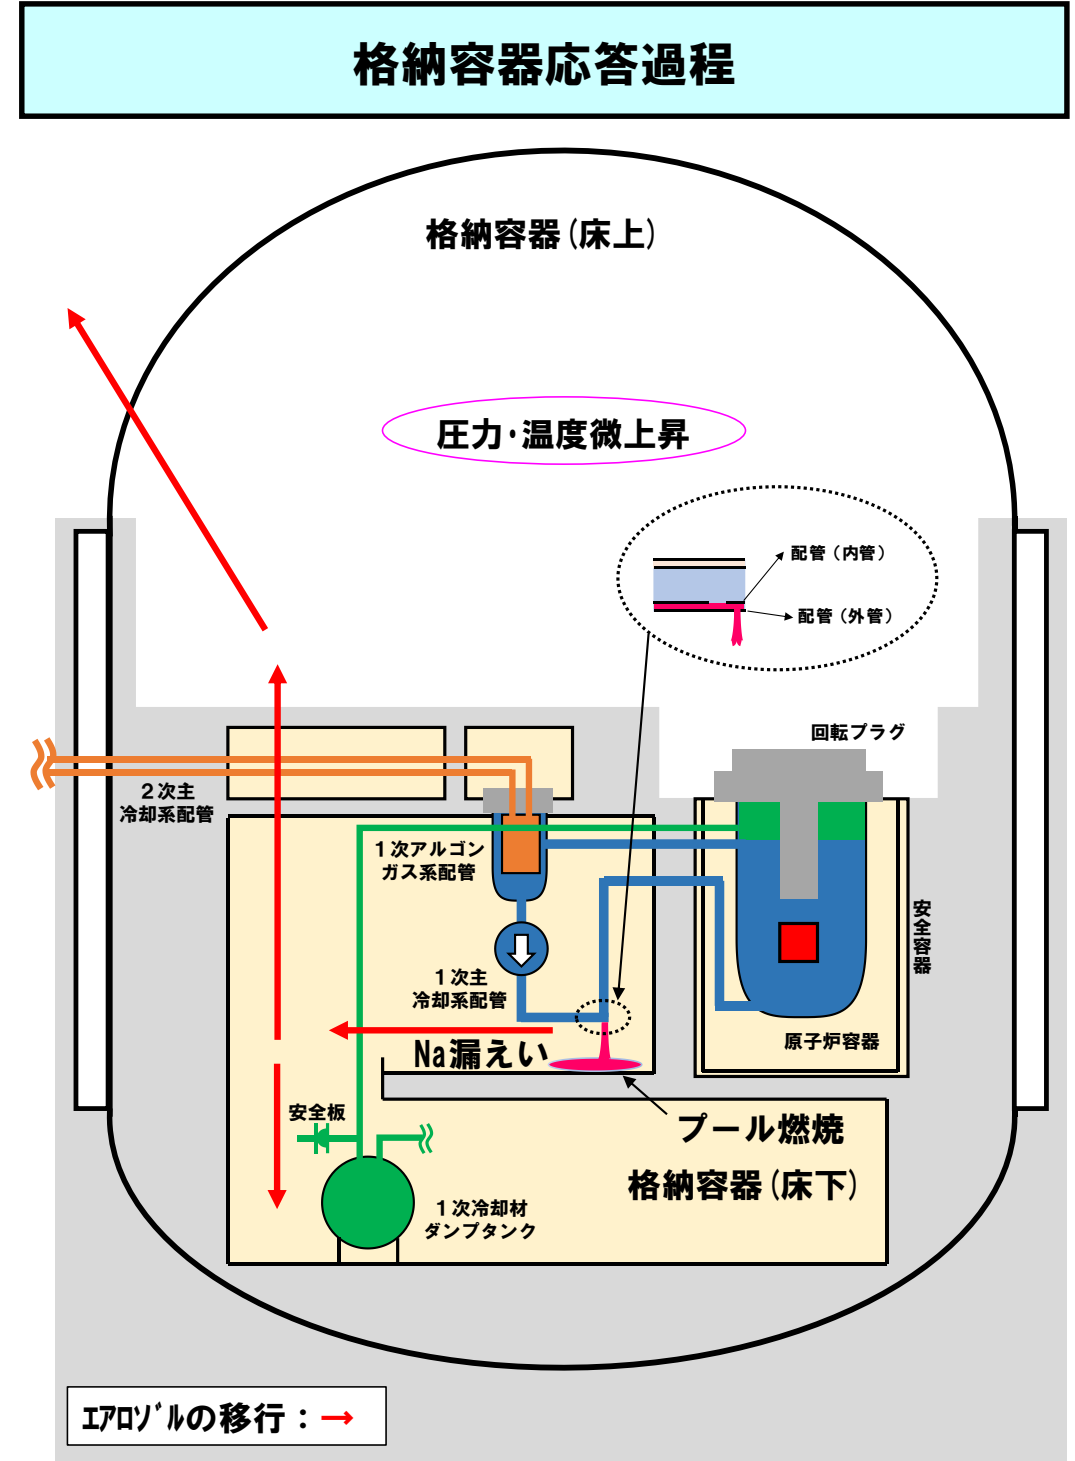 格納容器応答過程
格納容器(床上)
圧力・温度微上昇
配管(内管)
配管(外管)
回転プラグ
2次主
冷却系配管
1次アルゴン
ガス系配管
安全容器
1次主
冷却系配管
原子炉容器
Na漏えい
安全板
プール燃焼
格納容器(床下)
1次冷却材
ダンプタンク
ｴｱﾛｿﾞﾙの移行：→